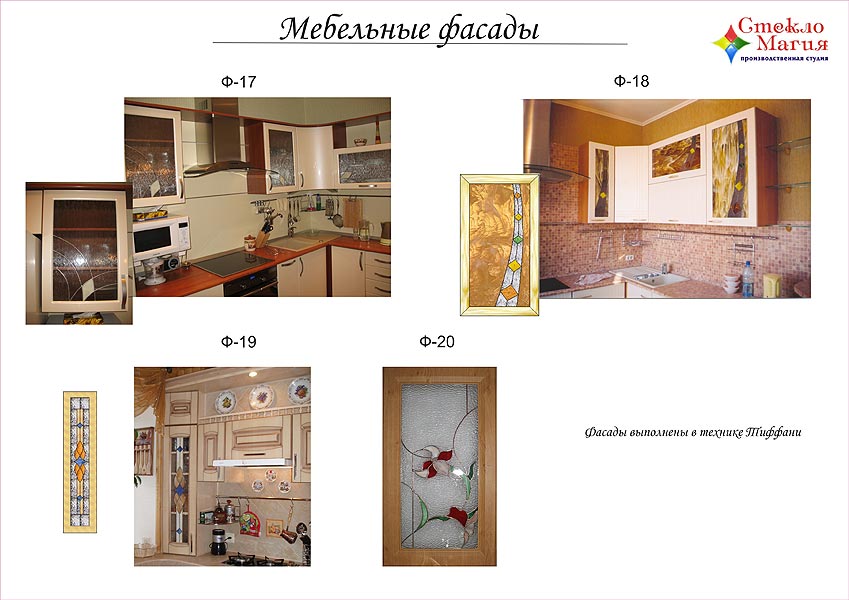 Мебельные фасады
Стекло
Магия
производственная студия
Ф-17
Ф-18
Ф-19
Ф-20
Фасады выполнены в технике Тиффани